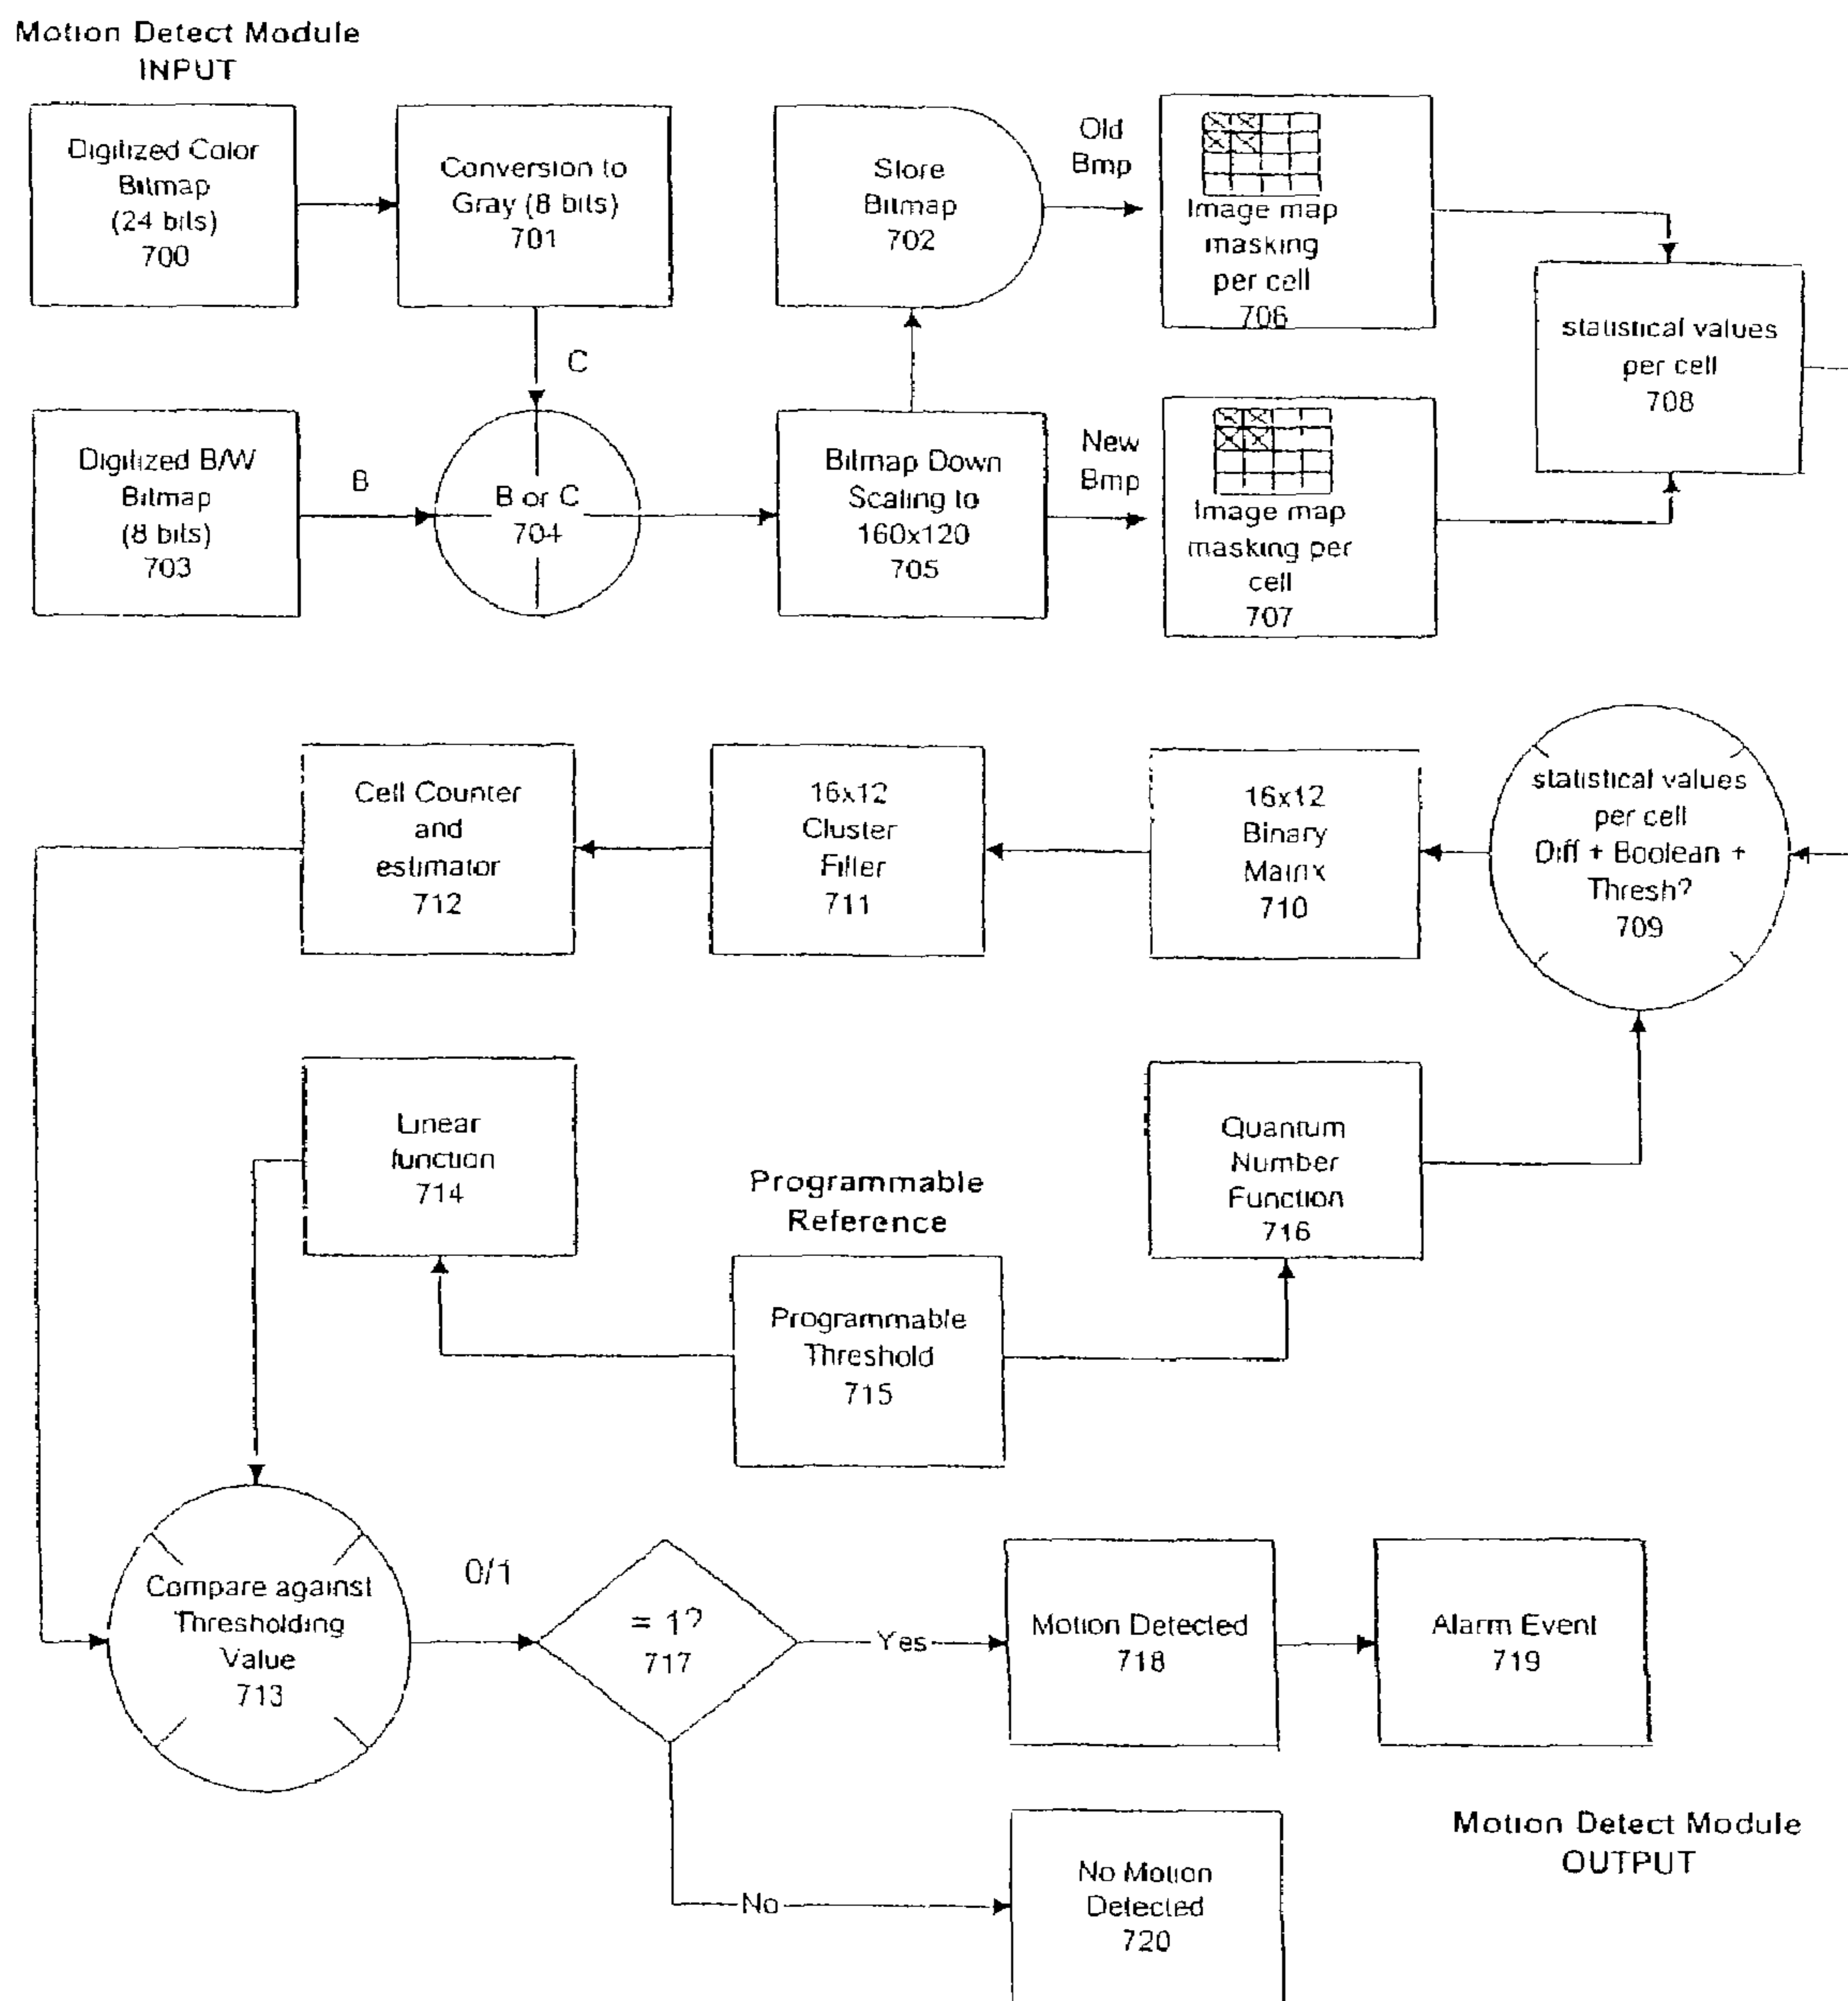 Motion Detect Module
INPUT
Digitized Color
Bitmap
(24 bits)
700
Conversion to
Gray (8 bits)
701
Store
Bitmap
702
Old
Bmp
Image map
masking
per cell
706
C
statistical values
per cell
708
Digitized B/W
Bitmap
(8 bits)
703
B
B or C
704
Bitmap Down
Scaling to
160x120
705
New
Bmp
Image map
masking per
cell
707
Cell Counter
and
estimator
712
16x12
Cluster
Filler
711
16x12
Binary
Matrix
710
statistical values
per cell
Diff + Boolean +
Thresh?
709
Linear
function
714
Programmable
Reference
Programmable
Threshold
715
Quantum
Number
Function
716
Compare against
Thresholding
Value
713
0/1
= 1?
717
Yes
Motion Detected
718
Alarm Event
719
No
No Motion
Detected
720
Motion Detect Module
OUTPUT